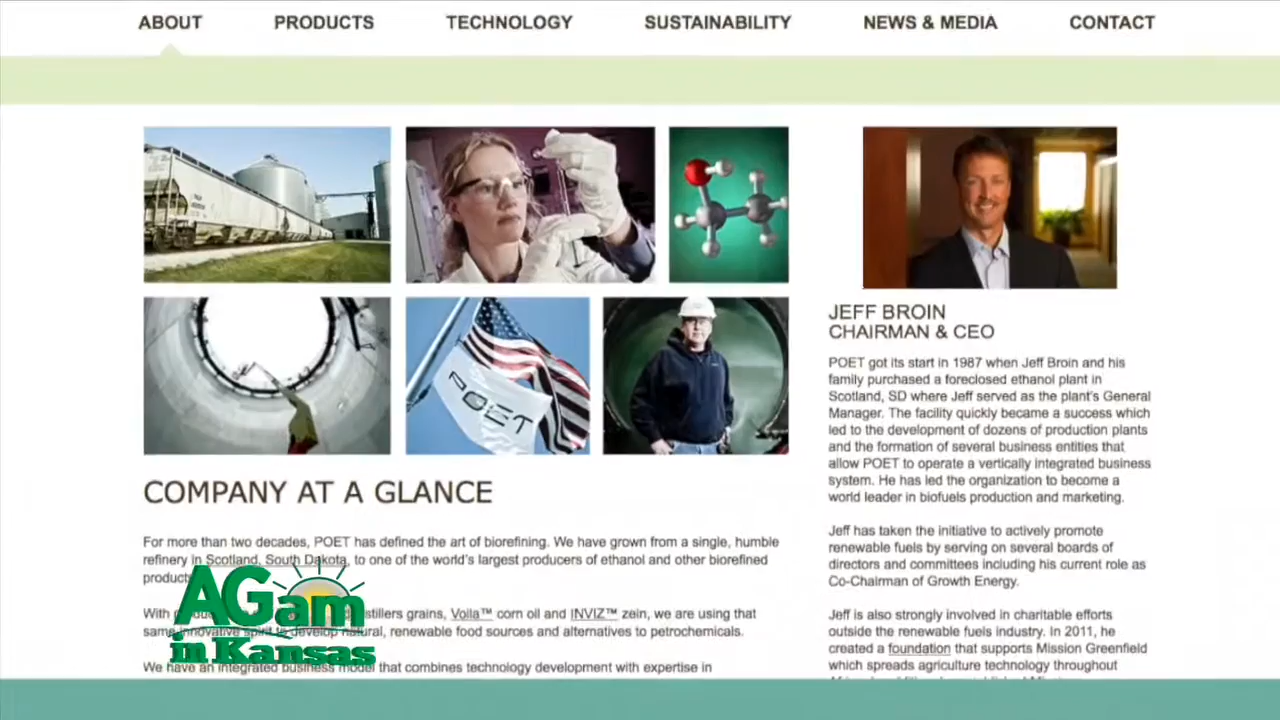 ABOUT PRODUCTS TECHNOLOGY SUSTAINABILITY NEWS & MEDIA CONTACT
POET
COMPANY AT A GLANCE
For more than two decades, POET has defined the art of biorefining. We have grown from a single, humble
refinery in Scotland, South Dakota, to one of the world's largest producers of ethanol and other biorefined
With stillers grains, Voila™ corn oil and INVIZ™ zein, we are using that
same innovative spirit to develop natural, renewable food sources and alternatives to petrochemicals.
We have an integrated business model that combines technology development with expertise in
JEFF BROIN
CHAIRMAN & CEO
POET got its start in 1987 when Jeff Broin and his
family purchased a foreclosed ethanol plant in
Scotland, SD where Jeff served as the plant's General
Manager. The facility quickly became a success which
led to the development of dozens of production plants
and the formation of several business entities that
allow POET to operate a vertically integrated business
system. He has led the organization to become a
world leader in biofuels production and marketing.
Jeff has taken the initiative to actively promote
renewable fuels by serving on several boards of
directors and committees including his current role as
Co-Chairman of Growth Energy.
Jeff is also strongly involved in charitable efforts
outside the renewable fuels industry. In 2011, he
created a foundation that supports Mission Greenfield
which spreads agriculture technology throughout
AGam
in Kansas